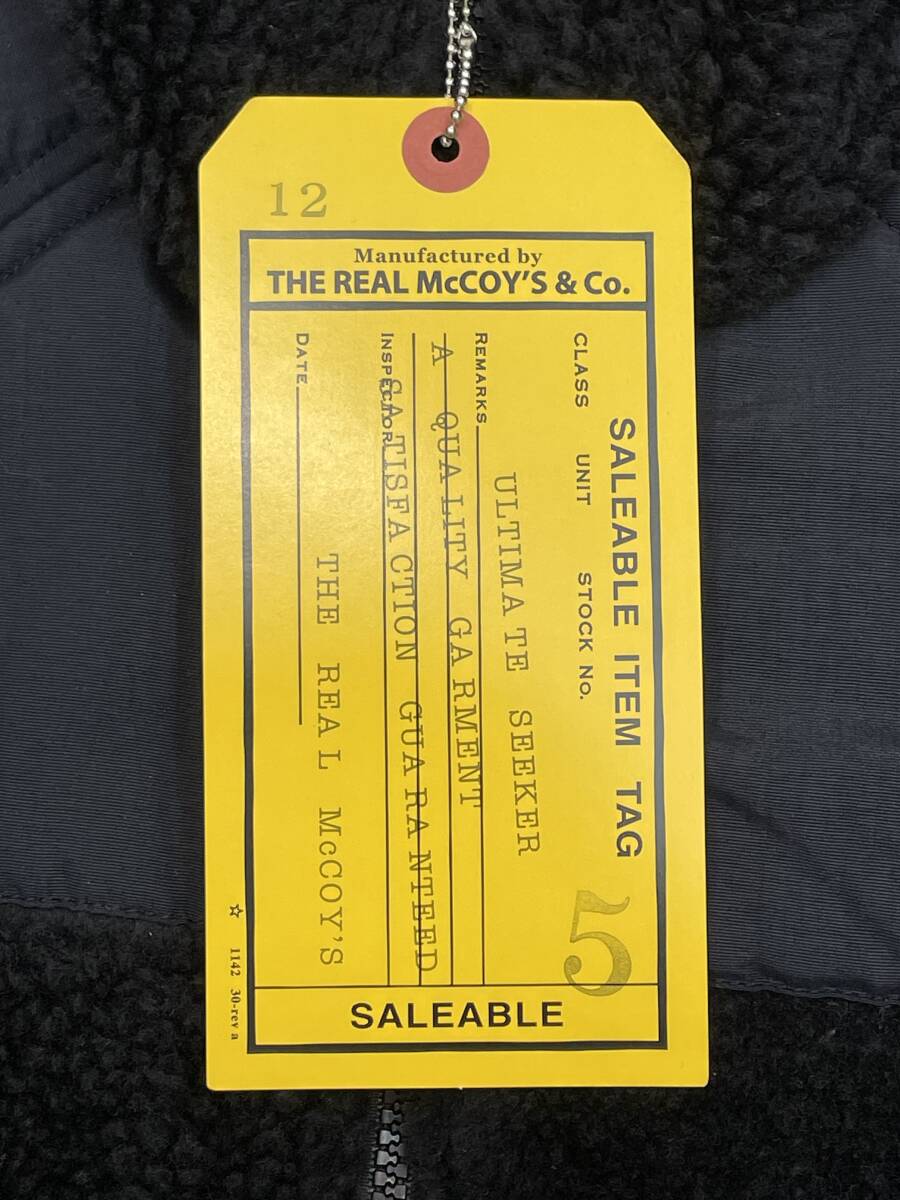 12
Manufactured by
THE REAL McCOY'S & Co.
SALEABLE ITEM TAG
CLASS UNIT STOCK No.
5
ULTIMATE SEEKER
REMARKS
A QUALITY GARMENT
INSPECTOR
SATISFACTION GUARANTEED
THE REAL McCOY'S
DATE
SALEABLE
☆ 1142 30-rev a